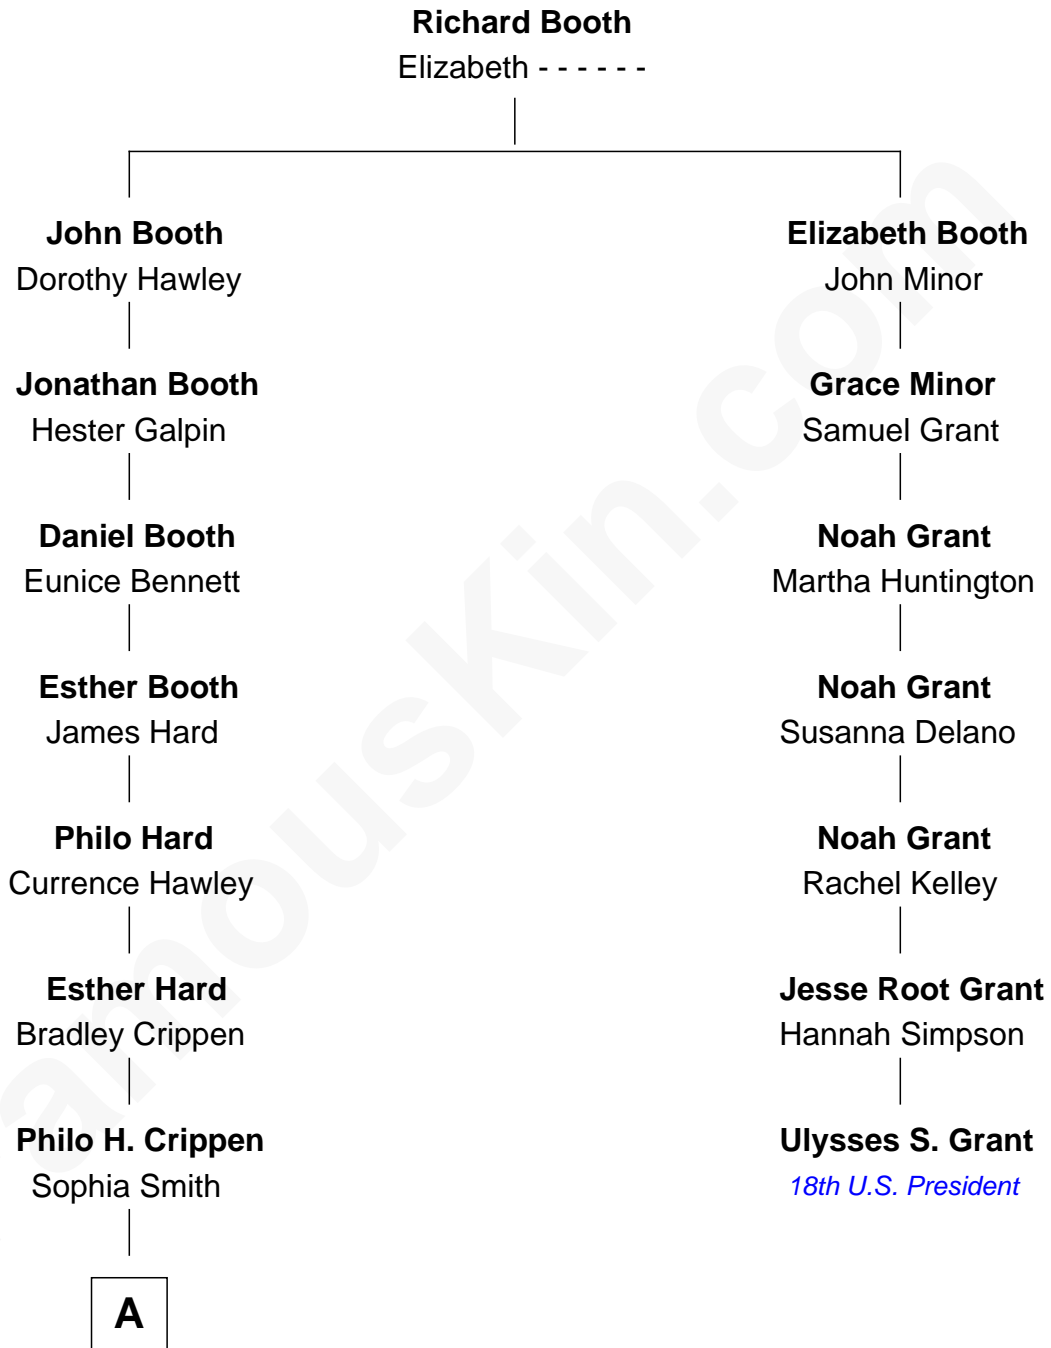 Richard Booth
Elizabeth - - - - - -
John Booth
Dorothy Hawley
Elizabeth Booth
John Minor
Jonathan Booth
Hester Galpin
Grace Minor
Samuel Grant
Daniel Booth
Eunice Bennett
Noah Grant
Martha Huntington
Esther Booth
James Hard
Noah Grant
Susanna Delano
Philo Hard
Currence Hawley
Noah Grant
Rachel Kelley
Esther Hard
Bradley Crippen
Jesse Root Grant
Hannah Simpson
Philo H. Crippen
Sophia Smith
Ulysses S. Grant
18th U.S. President
A
amouskin.com